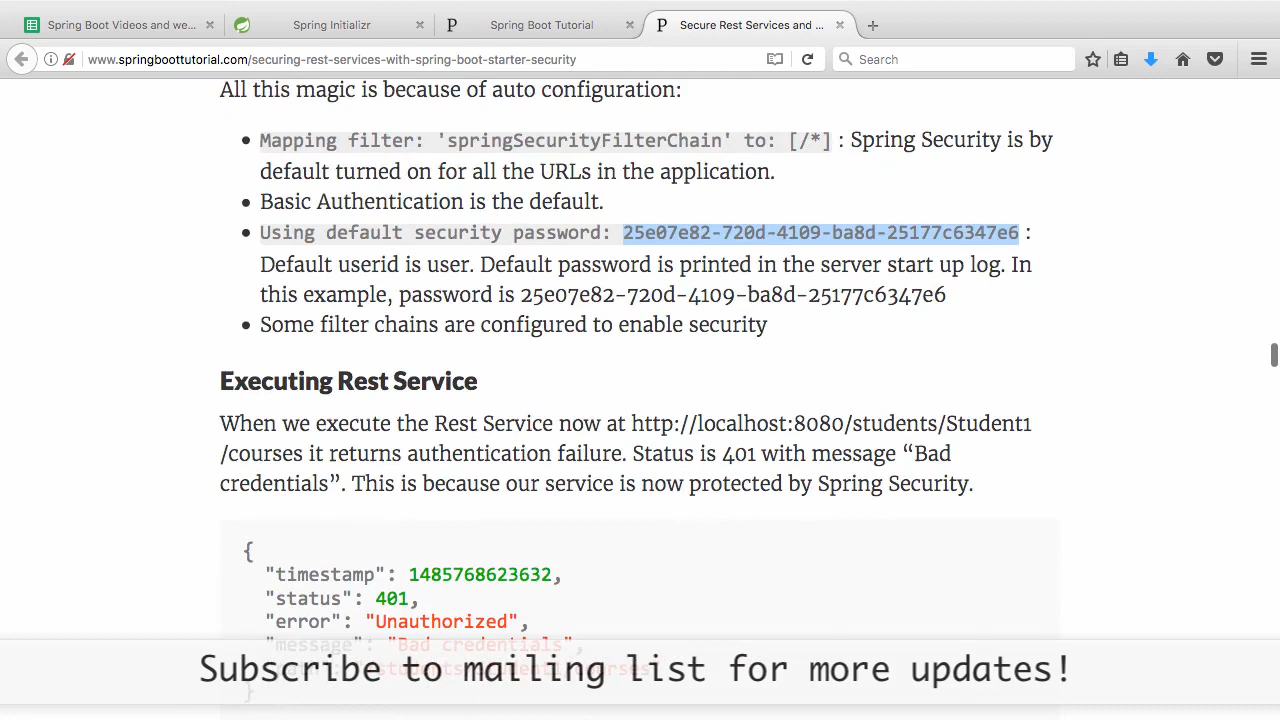 Spring Boot Videos and we...
Spring Initializr
Spring Boot Tutorial
Secure Rest Services and ...
www.springboottutorial.com/securing-rest-services-with-spring-boot-starter-security
Search
All this magic is because of auto configuration:
• Mapping filter: 'springSecurityFilterChain' to: [/*] : Spring Security is by
default turned on for all the URLs in the application.
• Basic Authentication is the default.
• Using default security password: 25e07e82-720d-4109-ba8d-25177c6347e6 :
Default userid is user. Default password is printed in the server start up log. In
this example, password is 25e07e82-720d-4109-ba8d-25177c6347e6
• Some filter chains are configured to enable security
Executing Rest Service
When we execute the Rest Service now at http://localhost:8080/students/Student1
/courses it returns authentication failure. Status is 401 with message “Bad
credentials”. This is because our service is now protected by Spring Security.
{
"timestamp": 1485768623632,
"status": 401,
"error": "Unauthorized",
"message": "Bad credentials",
Subscribe to mailing list for more updates!
}